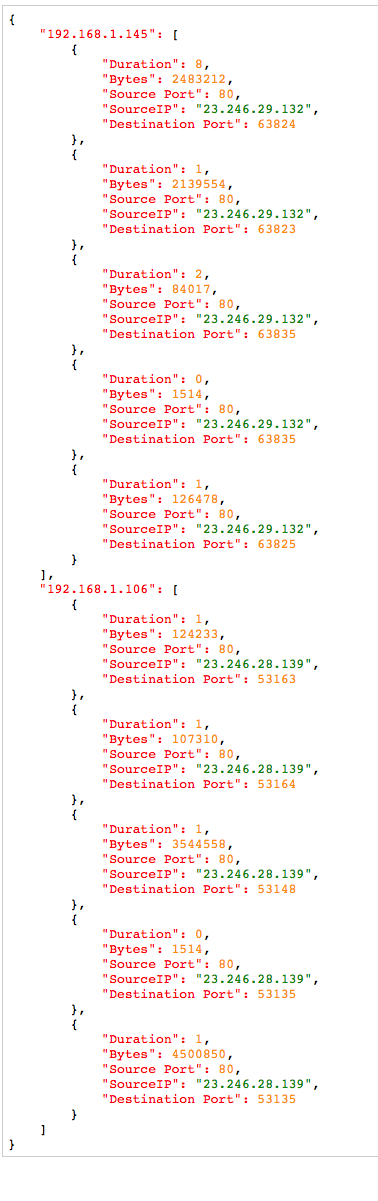 {
    "192.168.1.145": [
        {
            "Duration": 8,
            "Bytes": 2483212,
            "Source Port": 80,
            "SourceIP": "23.246.29.132",
            "Destination Port": 63824
        },
        {
            "Duration": 1,
            "Bytes": 2139554,
            "Source Port": 80,
            "SourceIP": "23.246.29.132",
            "Destination Port": 63823
        },
        {
            "Duration": 2,
            "Bytes": 84017,
            "Source Port": 80,
            "SourceIP": "23.246.29.132",
            "Destination Port": 63835
        },
        {
            "Duration": 0,
            "Bytes": 1514,
            "Source Port": 80,
            "SourceIP": "23.246.29.132",
            "Destination Port": 63835
        },
        {
            "Duration": 1,
            "Bytes": 126478,
            "Source Port": 80,
            "SourceIP": "23.246.29.132",
            "Destination Port": 63825
        }
    ],
    "192.168.1.106": [
        {
            "Duration": 1,
            "Bytes": 124233,
            "Source Port": 80,
            "SourceIP": "23.246.28.139",
            "Destination Port": 53163
        },
        {
            "Duration": 1,
            "Bytes": 107310,
            "Source Port": 80,
            "SourceIP": "23.246.28.139",
            "Destination Port": 53164
        },
        {
            "Duration": 1,
            "Bytes": 3544558,
            "Source Port": 80,
            "SourceIP": "23.246.28.139",
            "Destination Port": 53148
        },
        {
            "Duration": 0,
            "Bytes": 1514,
            "Source Port": 80,
            "SourceIP": "23.246.28.139",
            "Destination Port": 53135
        },
        {
            "Duration": 1,
            "Bytes": 4500850,
            "Source Port": 80,
            "SourceIP": "23.246.28.139",
            "Destination Port": 53135
        }
    ]
}